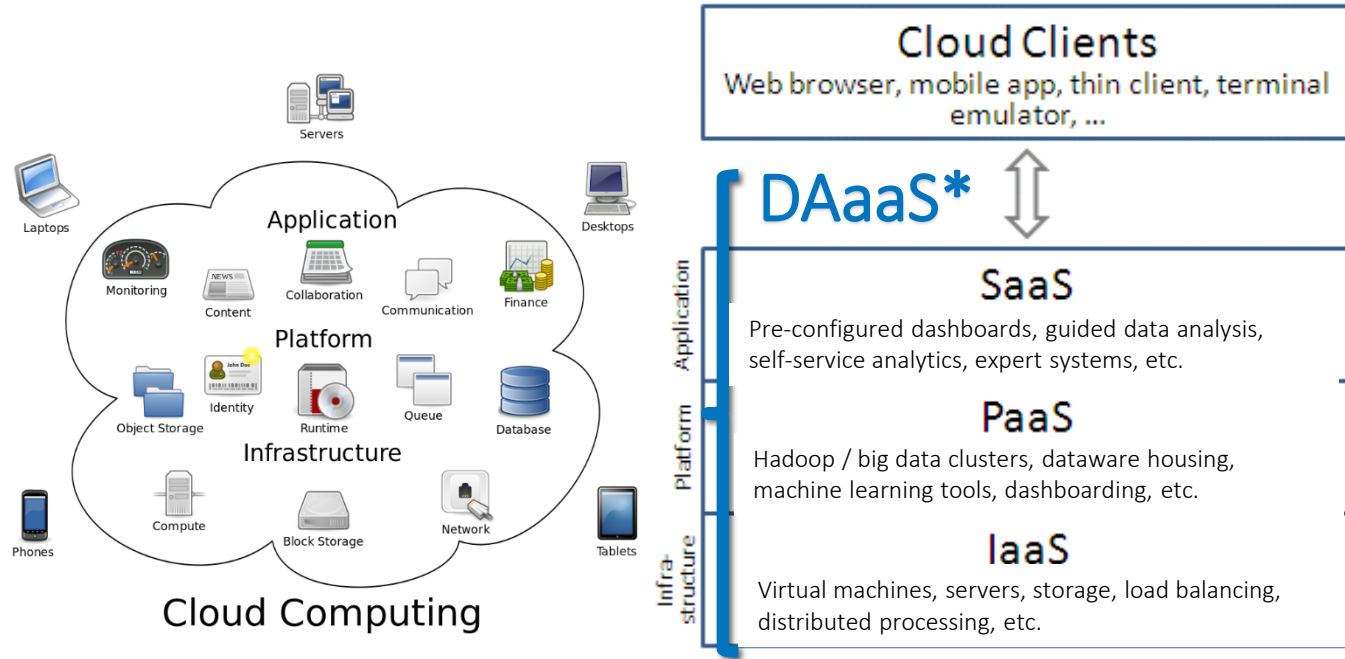 Servers
Laptops
Desktops
Application
Monitoring
NEWS
Content
Collaboration
Communication
Finance
Platform
John Doe
Object Storage
Identity
Runtime
Queue
Database
Infrastructure
Compute
Block Storage
Network
Phones
Tablets
Cloud Computing
Cloud Clients
Web browser, mobile app, thin client, terminal
emulator, ...
DAaaS*
Application
SaaS
Pre-configured dashboards, guided data analysis,
self-service analytics, expert systems, etc.
Platform
PaaS
Hadoop / big data clusters, dataware housing,
machine learning tools, dashboarding, etc.
Infra-
structure
IaaS
Virtual machines, servers, storage, load balancing,
distributed processing, etc.